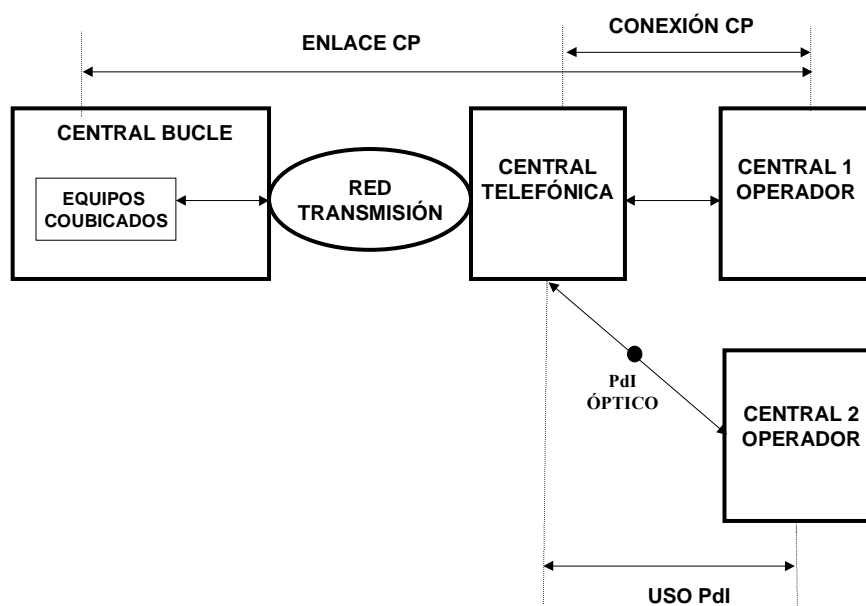 CONEXIÓN CP
ENLACE CP
CENTRAL BUCLE
EQUIPOS
COUBICADOS
RED
TRANSMISIÓN
CENTRAL
TELEFÓNICA
CENTRAL 1
OPERADOR
PdI
ÓPTICO
CENTRAL 2
OPERADOR
USO PdI